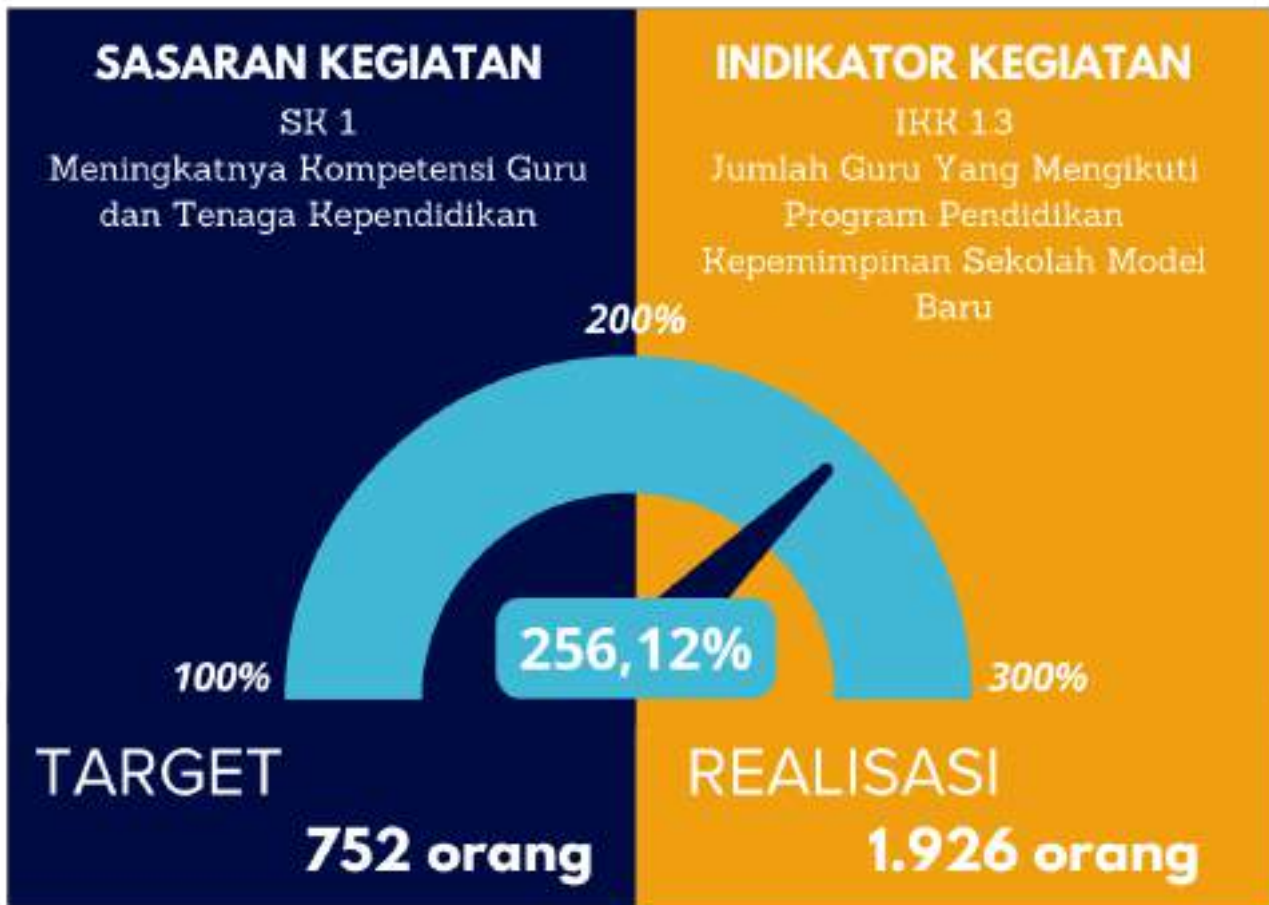 SASARAN KEGIATAN
SK 1
Meningkatnya Kompetensi Guru
dan Tenaga Kependidikan
INDIKATOR KEGIATAN
IKK 1.3
Jumlah Guru Yang Mengikuti
Program Pendidikan
Kepemimpinan Sekolah Model
Baru
200%
100%
256,12%
300%
TARGET
752 orang
REALISASI
1.926 orang